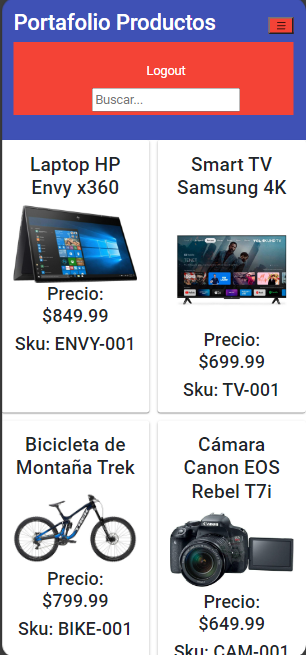 Portafolio Productos
☰
Logout
Buscar...
Laptop HP
Envy x360
Precio:
$849.99
Sku: ENVY-001
Smart TV
Samsung 4K
Precio:
$699.99
Sku: TV-001
Bicicleta de
Montaña Trek
Precio:
$799.99
Sku: BIKE-001
Cámara
Canon EOS
Rebel T7i
Canon
Precio:
$649.99
Sku: CAM-001